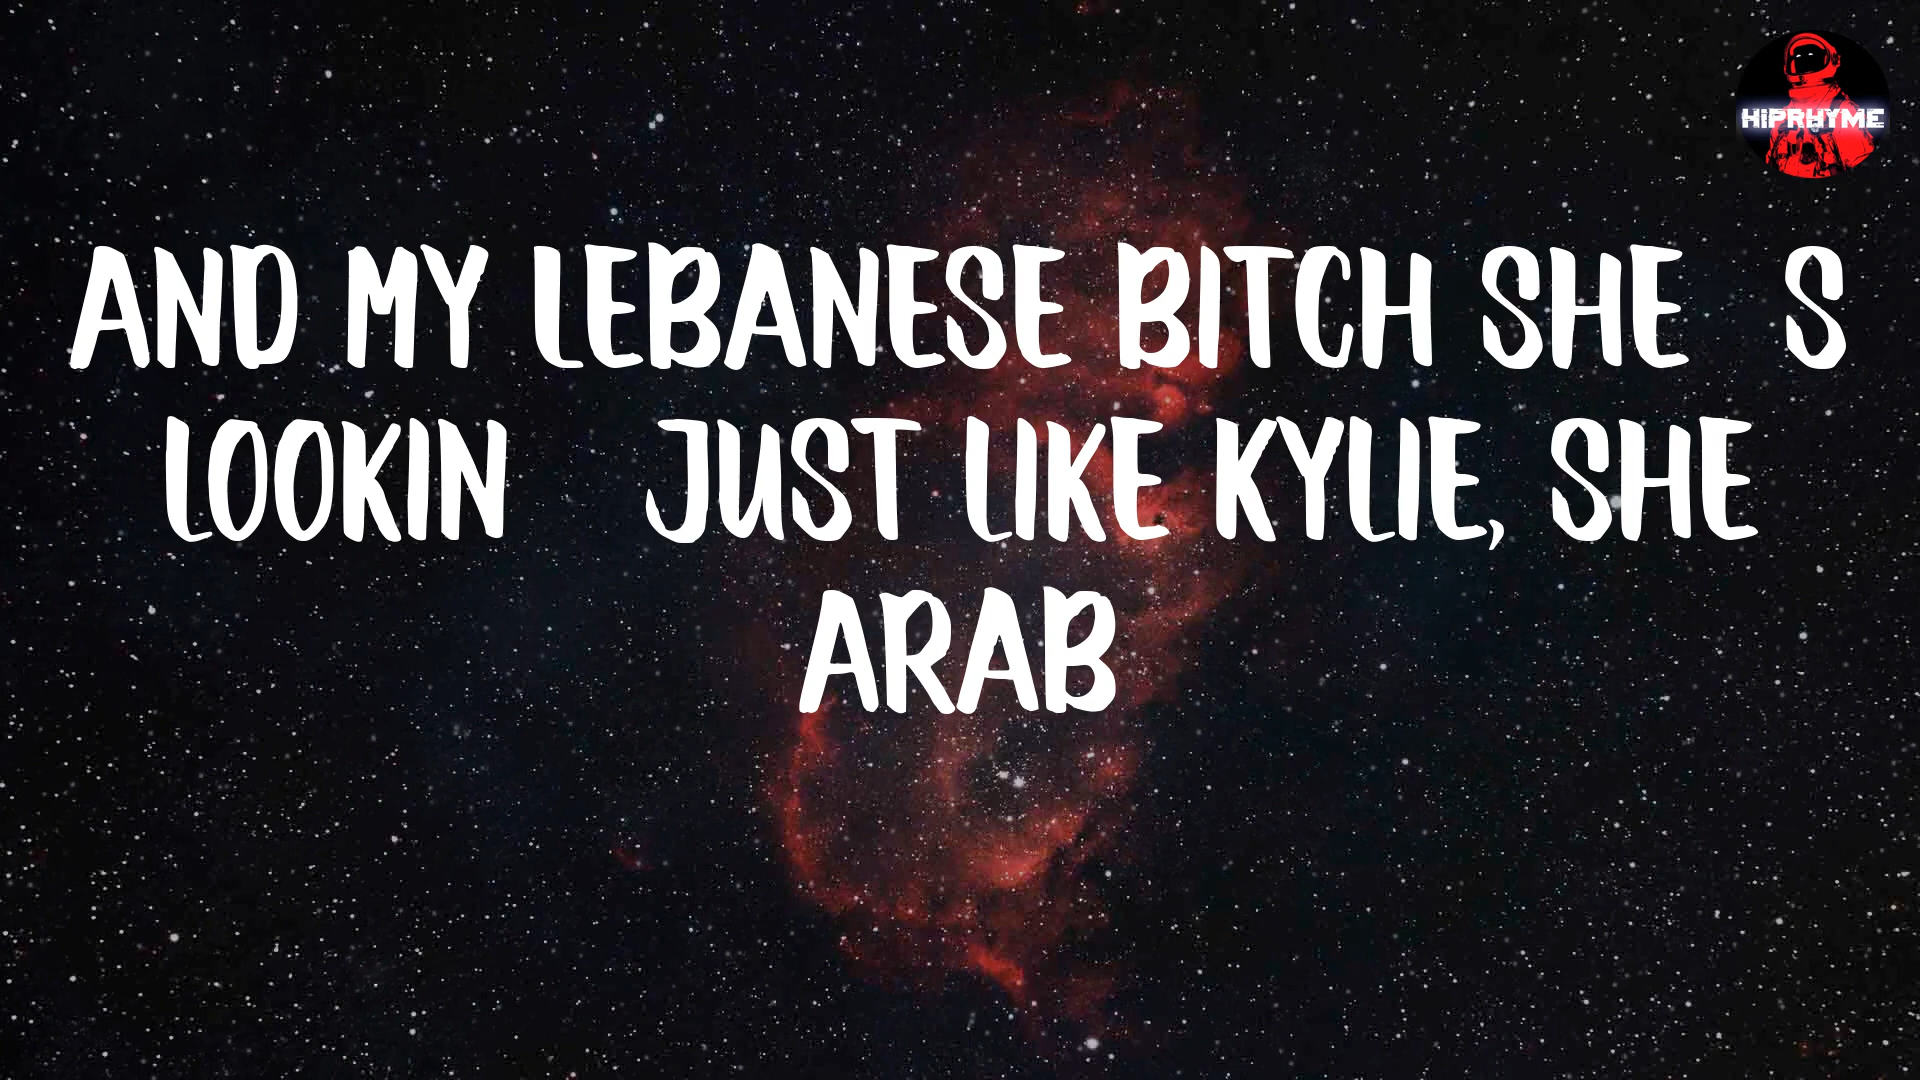 HIPRHYME
AND MY LEBANESE BITCH SHE S
LOOKIN JUST LIKE KYLIE, SHE
ARAB